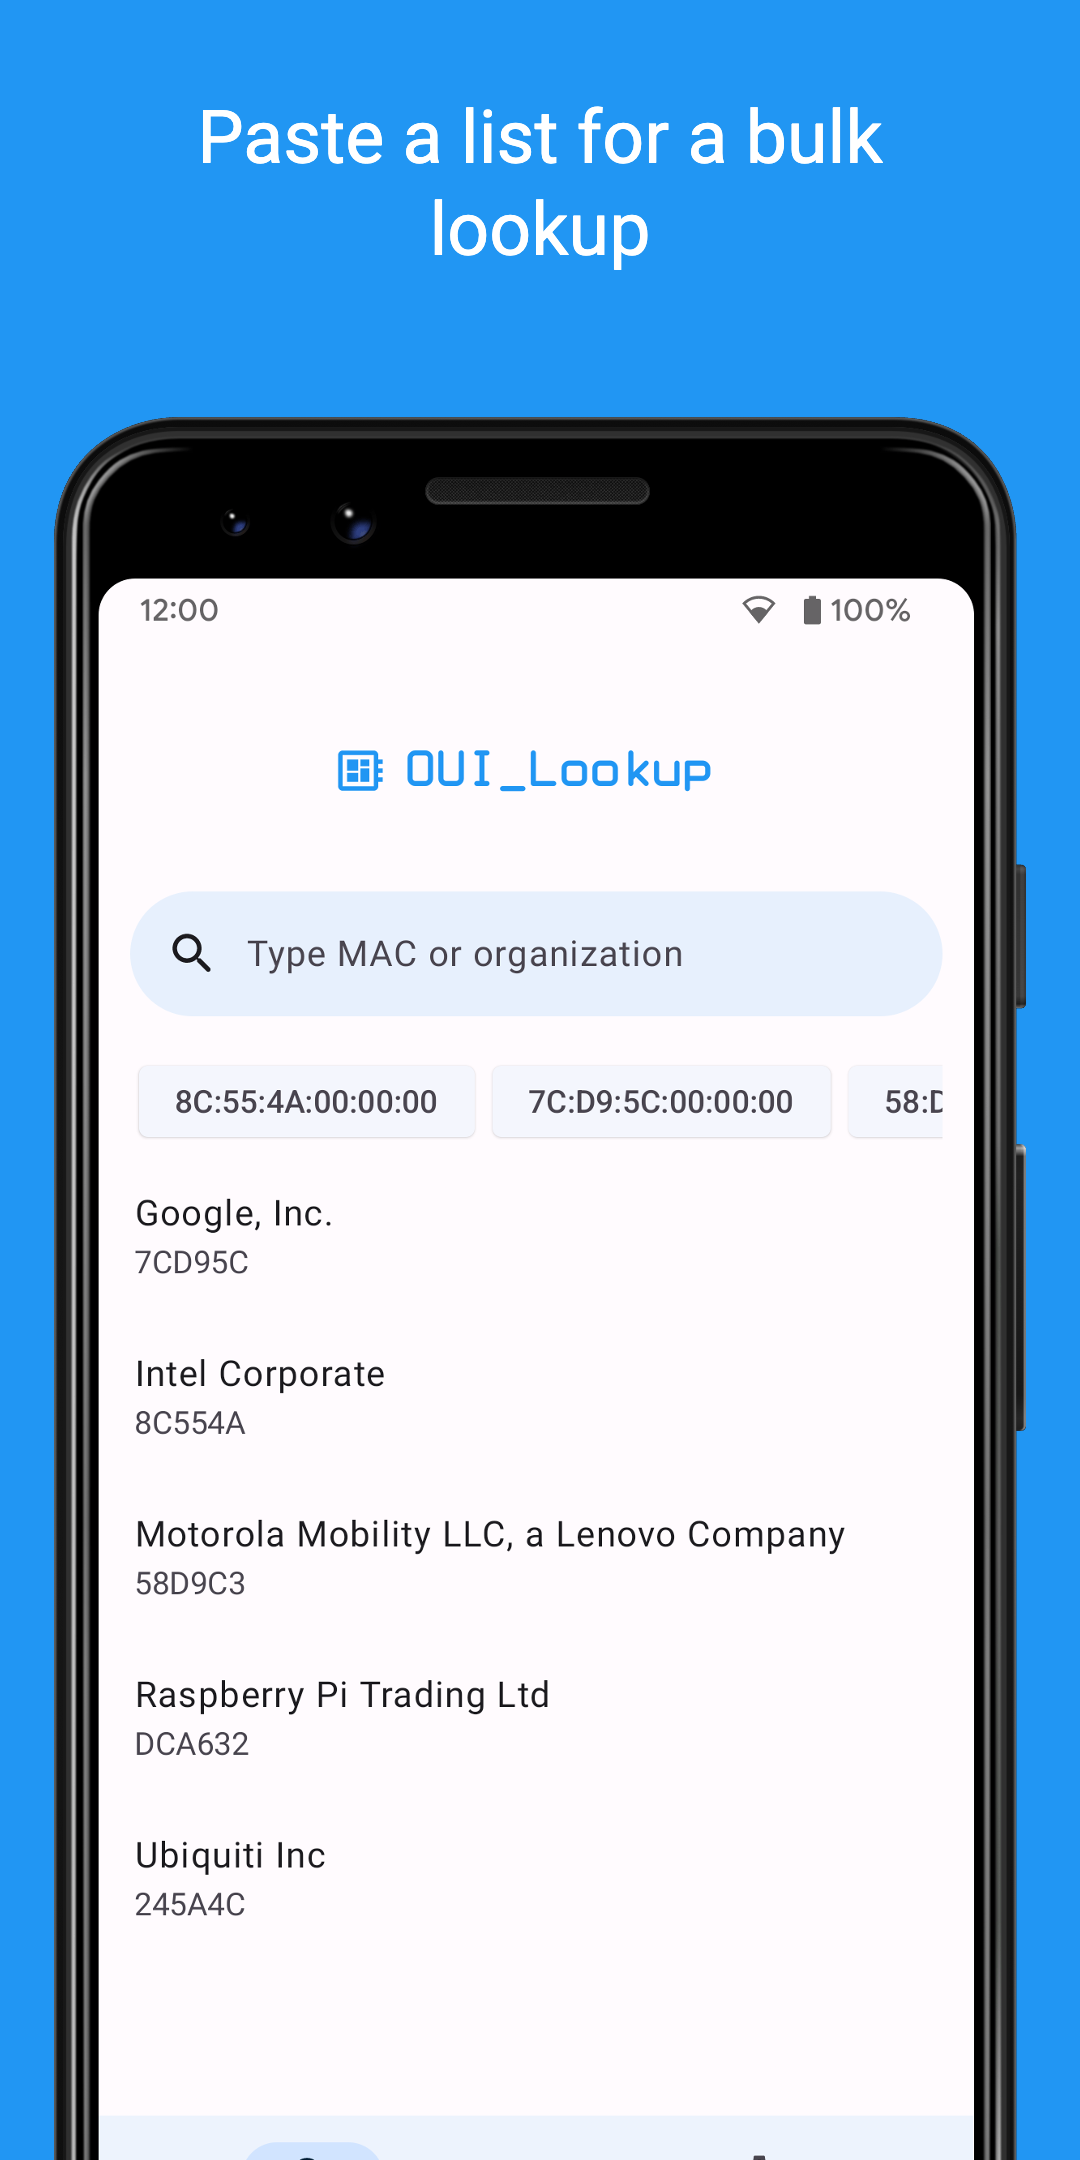 Paste a list for a bulk
lookup
12:00
100%
OUI_Lookup
Type MAC or organization
8C:55:4A:00:00:00
7C:D9:5C:00:00:00
58:D
Google, Inc.
7CD95C
Intel Corporate
8C554A
Motorola Mobility LLC, a Lenovo Company
58D9C3
Raspberry Pi Trading Ltd
DCA632
Ubiquiti Inc
245A4C